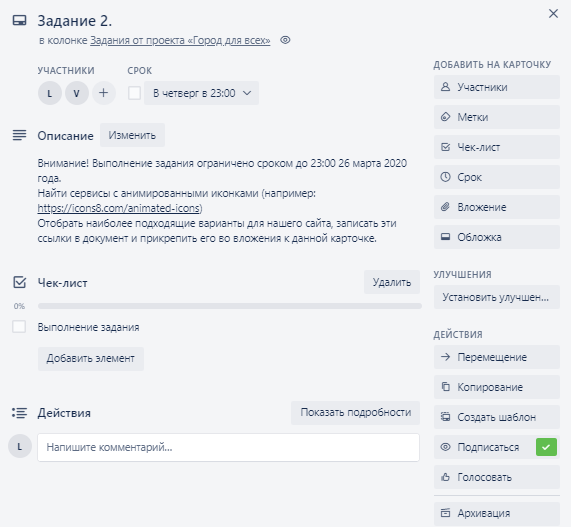 Задание 2.
в колонке Задания от проекта «Город для всех»
УЧАСТНИКИ
СРОК
L
V
+
В четверг в 23:00
Описание
Изменить
Внимание! Выполнение задания ограничено сроком до 23:00 26 марта 2020
года.
Найти сервисы с анимированными иконками (например:
https://icons8.com/animated-icons)
Отобрать наиболее подходящие варианты для нашего сайта, записать эти
ссылки в документ и прикрепить его во вложения к данной карточке.
Чек-лист
Удалить
0%
Выполнение задания
Добавить элемент
Действия
Показать подробности
L
Напишите комментарий...
ДОБАВИТЬ НА КАРТОЧКУ
Участники
Метки
Чек-лист
Срок
Вложение
Обложка
УЛУЧШЕНИЯ
Установить улучшен...
ДЕЙСТВИЯ
Перемещение
Копирование
Создать шаблон
Подписаться
Голосовать
Архивация